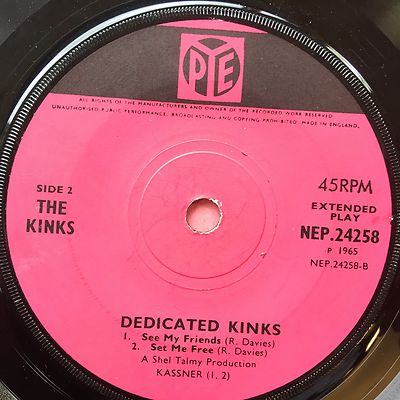 PYE
ALL RIGHTS OF THE MANUFACTURERS AND OWNER OF THE RECORDED WORK RESERVED
UNAUTHORISED PUBLIC PERFORMANCE, BROADCASTING AND COPYING PROHIBITED. MADE IN ENGLAND.
SIDE 2
THE
KINKS
45RPM
EXTENDED
PLAY
NEP.24258
P 1965
NEP.24258-B
DEDICATED KINKS
1. See My Friends (R. Davies)
2. Set Me Free (R. Davies)
A Shel Talmy Production
KASSNER (1, 2)